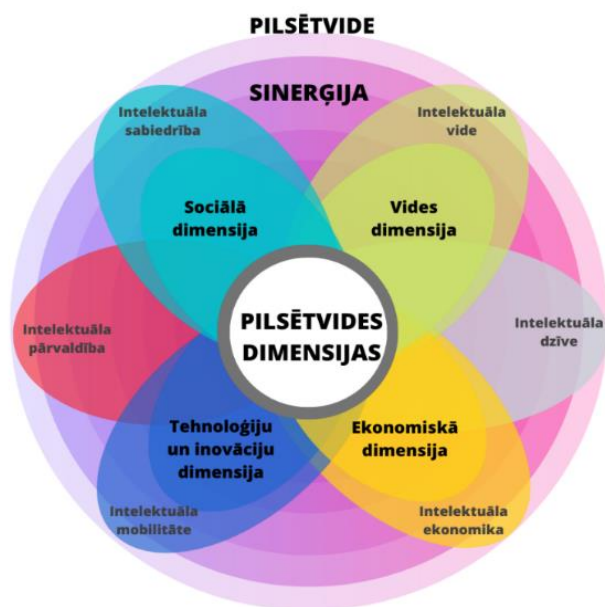 PILSĒTVIDE
SINERĢIJA
Intelektuāla
sabiedrība
Intelektuāla
vide
Sociālā
dimensija
Vides
dimensija
Intelektuāla
pārvaldība
PILSĒTVIDES
DIMENSIJAS
Intelektuāla
dzīve
Tehnoloģiju
un inovāciju
dimensija
Ekonomiskā
dimensija
Intelektuāla
mobilitāte
Intelektuāla
ekonomika